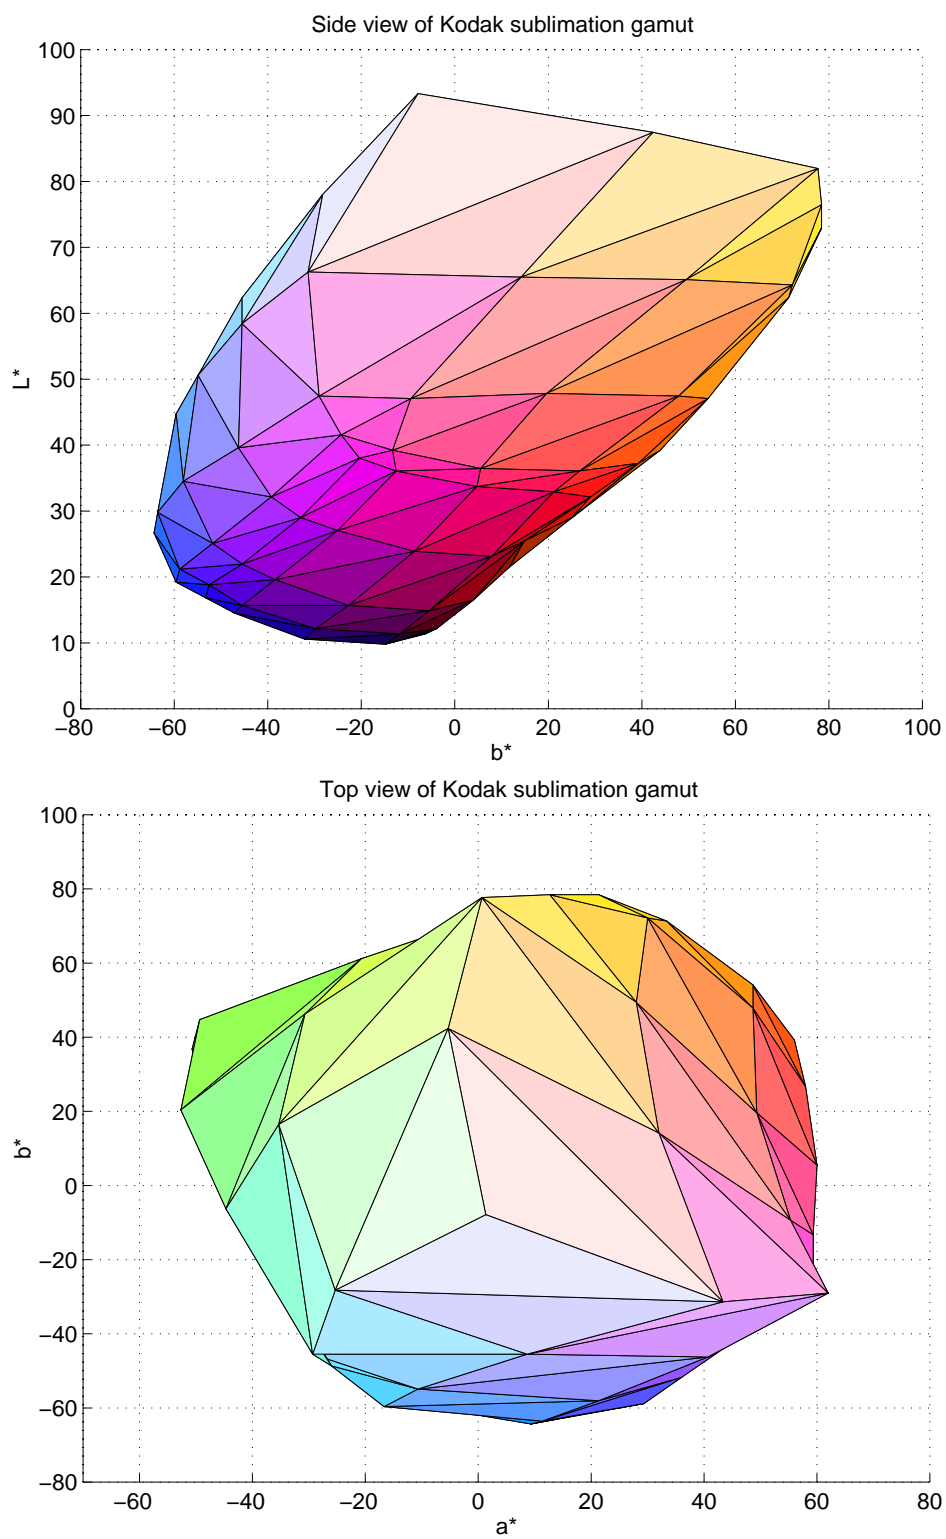 Side view of Kodak sublimation gamut
100
90
80
70
60
50
40
30
20
10
0
L*
−80 −60 −40 −20 0 20 40 60 80 100
b*
Top view of Kodak sublimation gamut
100
80
60
40
20
0
−20
−40
−60
−80
b*
−60 −40 −20 0 20 40 60 80
a*